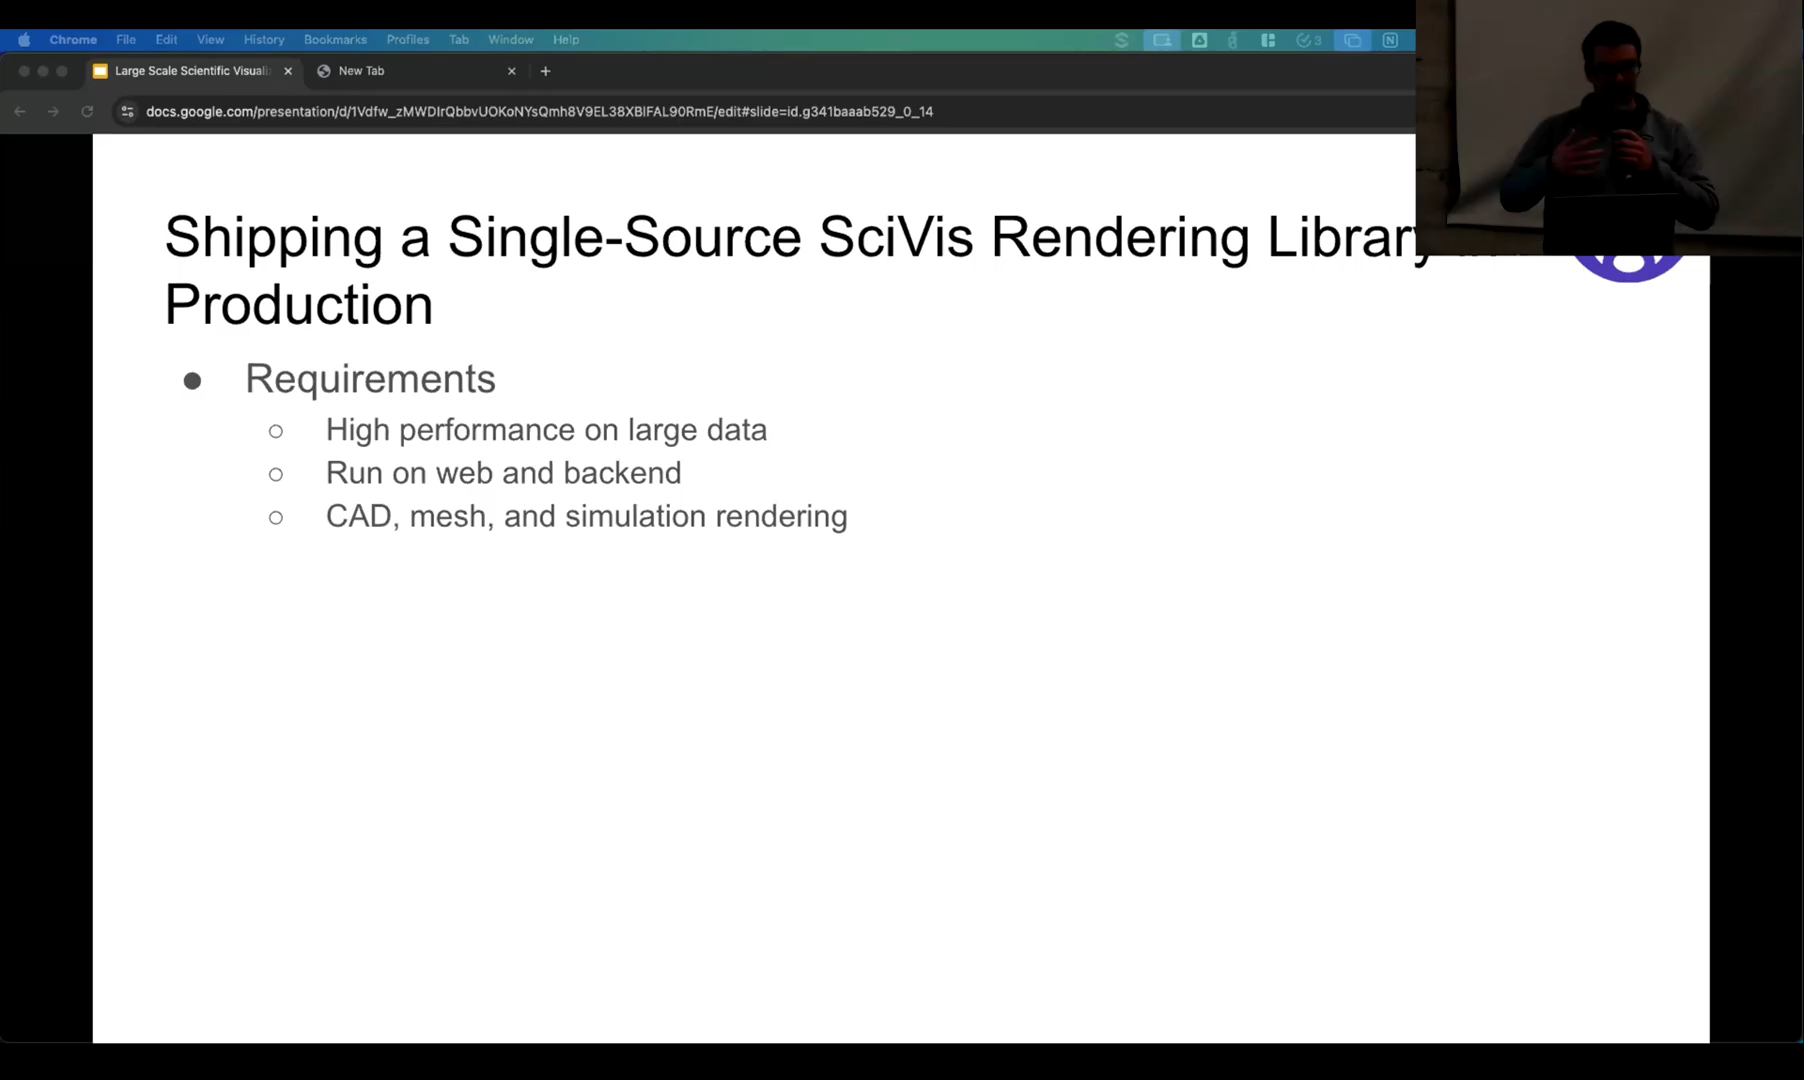 Chrome File Edit View History Bookmarks Profiles Tab Window Help
3
Large Scale Scientific Visuali
New Tab
docs.google.com/presentation/d/1Vdfw_zMWDIrQbbvUOKoNYsQmh8V9EL38XBlFAL90RmE/edit#slide=id.g341baaab529_0_14
Shipping a Single-Source SciVis Rendering Library
Production
Requirements
High performance on large data
Run on web and backend
CAD, mesh, and simulation rendering